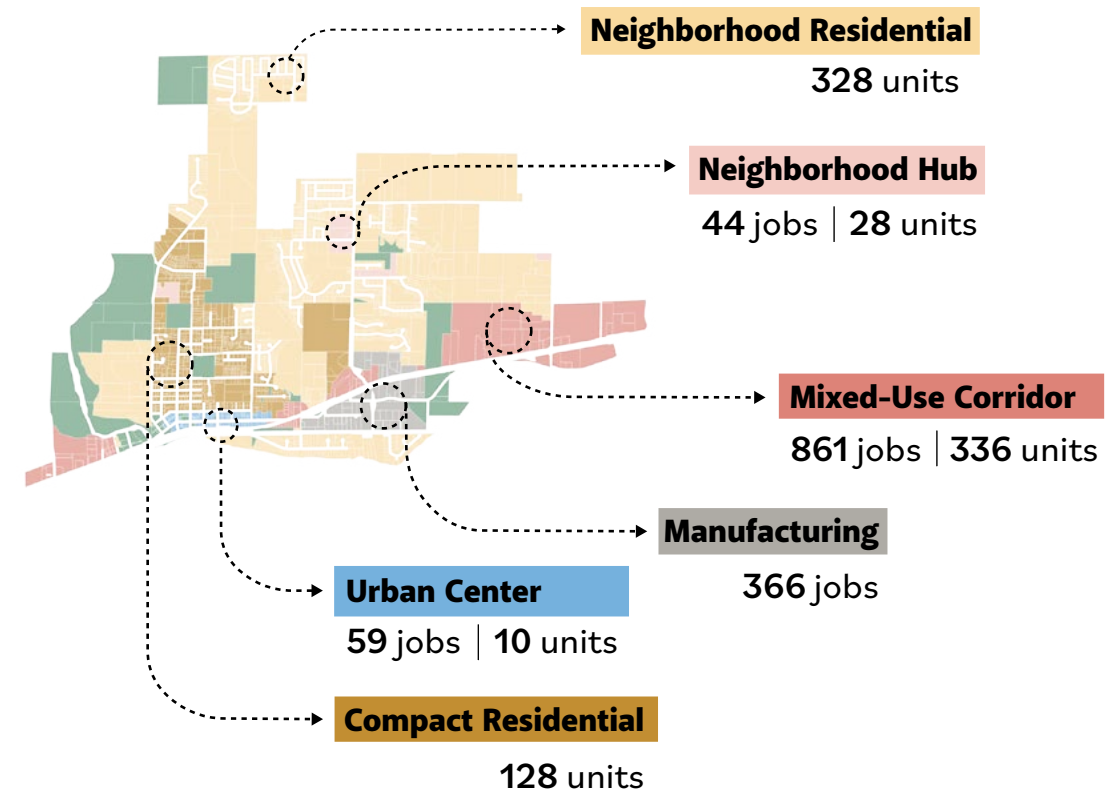 Neighborhood Residential
328 units
Neighborhood Hub
44 jobs | 28 units
Mixed-Use Corridor
861 jobs | 336 units
Manufacturing
366 jobs
Urban Center
59 jobs | 10 units
Compact Residential
128 units